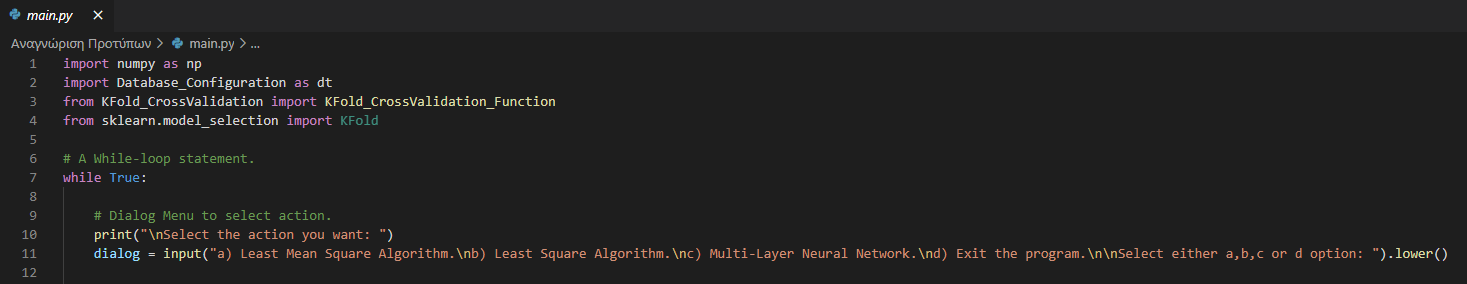 main.py ×
Αναγνώριση Προτύπων > main.py > ...
1 import numpy as np
2 import Database_Configuration as dt
3 from KFold_CrossValidation import KFold_CrossValidation_Function
4 from sklearn.model_selection import KFold
5
6 # A While-loop statement.
7 while True:
8
9 # Dialog Menu to select action.
10 print("\nSelect the action you want: ")
11 dialog = input("a) Least Mean Square Algorithm.\nb) Least Square Algorithm.\nc) Multi-Layer Neural Network.\nd) Exit the program.\n\nSelect either a,b,c or d option: ").lower()
12